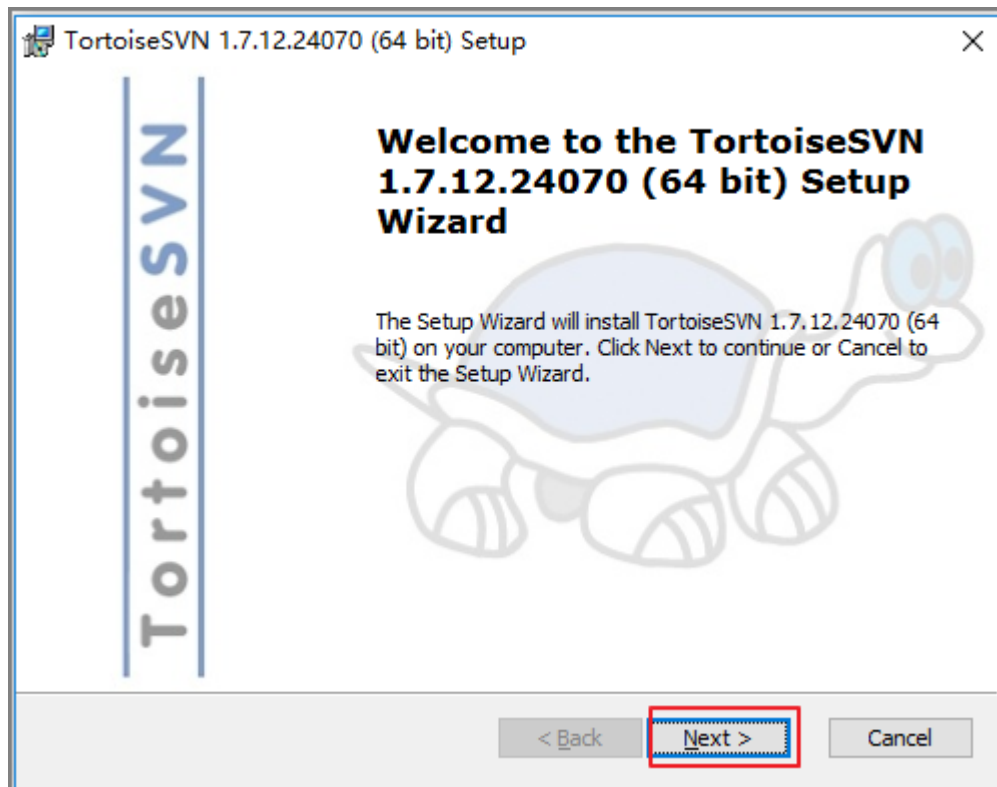 TortoiseSVN 1.7.12.24070 (64 bit) Setup
TortoiseSVN
Welcome to the TortoiseSVN
1.7.12.24070 (64 bit) Setup
Wizard
The Setup Wizard will install TortoiseSVN 1.7.12.24070 (64
bit) on your computer. Click Next to continue or Cancel to
exit the Setup Wizard.
< Back
Next >
Cancel